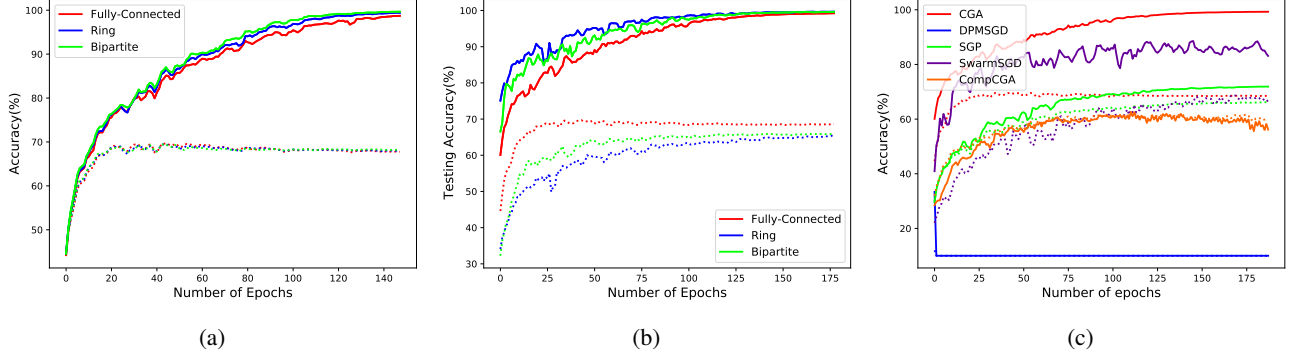 Fully-Connected
Ring
Bipartite
100
90
80
70
60
50
Accuracy(%)
0 20 40 60 80 100 120 140
Number of Epochs
(a)
100
90
80
70
60
50
40
30
Testing Accuracy(%)
Fully-Connected
Ring
Bipartite
0 25 50 75 100 125 150 175
Number of Epochs
(b)
CGA
DPMSGD
SGP
SwarmSGD
CompCGA
100
80
60
40
20
Accuracy(%)
0 25 50 75 100 125 150 175
Number of epochs
(c)